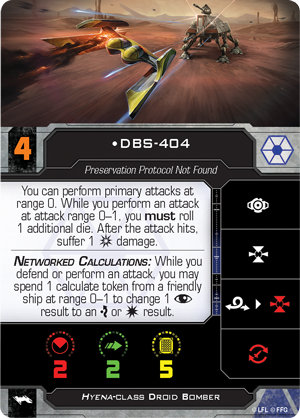 4
•DBS-404
Preservation Protocol Not Found
You can perform primary attacks at
range 0. While you perform an attack
at attack range 0–1, you must roll
1 additional die. After the attack hits,
suffer 1 damage.
NETWORKED CALCULATIONS: While you
defend or perform an attack, you may
spend 1 calculate token from a friendly
ship at range 0–1 to change 1
result to an or result.
2 2 5
HYENA-CLASS DROID BOMBER
©LFL ©FFG